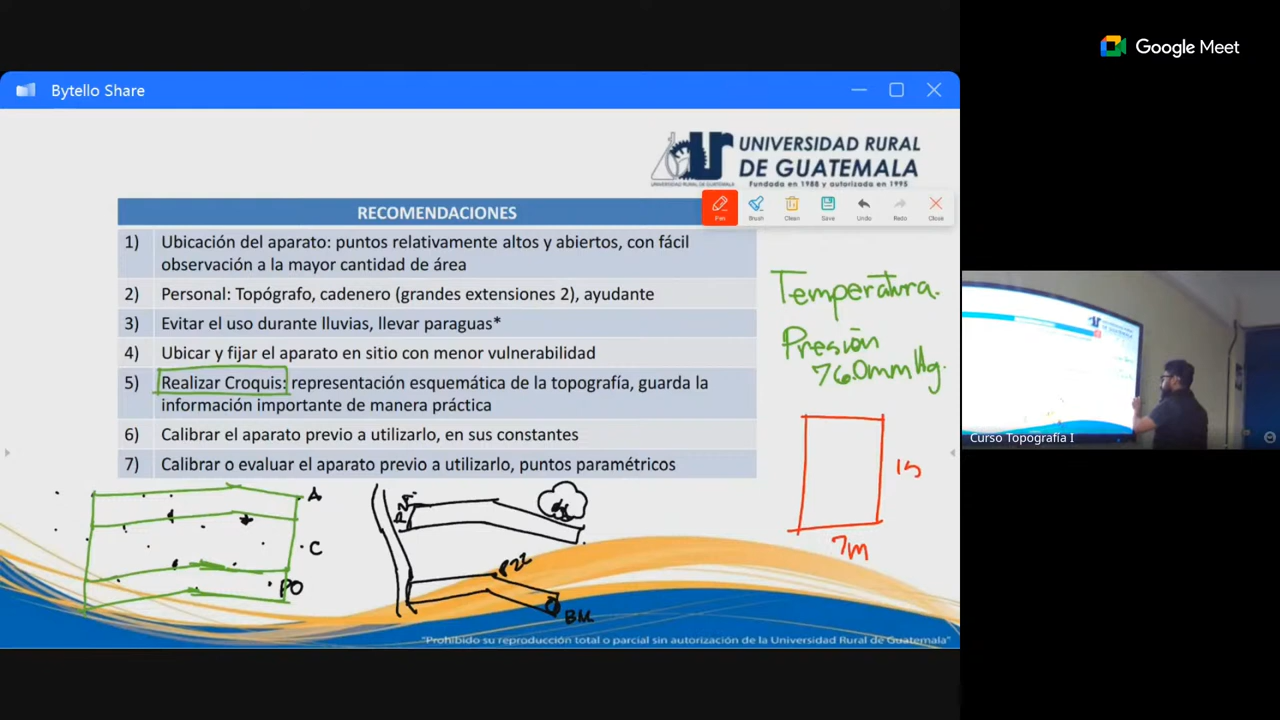 Google Meet
Bytello Share
UNIVERSIDAD RURAL
DE GUATEMALA
Fundada en 1988 y autorizada en 1995
UNIVERSIDAD RURAL DE GUATEMALA
Pen Brush Clean Save Undo Redo Close
RECOMENDACIONES
1) Ubicación del aparato: puntos relativamente altos y abiertos, con fácil
observación a la mayor cantidad de área
2) Personal: Topógrafo, cadenero (grandes extensiones 2), ayudante
3) Evitar el uso durante lluvias, llevar paraguas*
4) Ubicar y fijar el aparato en sitio con menor vulnerabilidad
5) Realizar Croquis: representación esquemática de la topografía, guarda la
información importante de manera práctica
6) Calibrar el aparato previo a utilizarlo, en sus constantes
7) Calibrar o evaluar el aparato previo a utilizarlo, puntos paramétricos
Temperatura.
Presión
760mmHg.
15
7m
A
C
PO
BM
"Prohibido su reproducción total o parcial sin autorización de la Universidad Rural de Guatemala"
Curso Topografía I